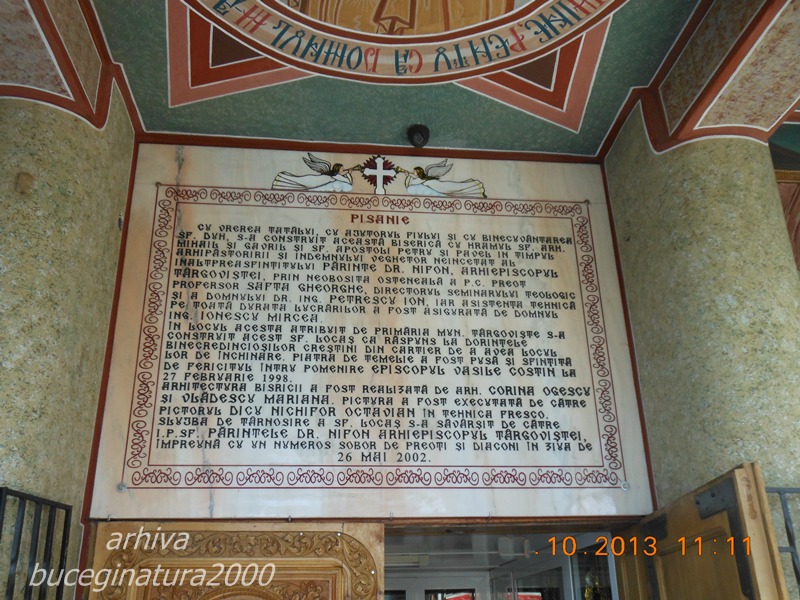 PENTRU CĂ DOMNUL
PISANIE
CU VREREA TATĂLUI, CU AJUTORUL FIULUI ȘI CU BINECUVÂNTAREA
SF. DUH, S-A CONSTRUIT ACEASTĂ BISERICĂ CU HRAMUL SF. ARH.
MIHAIL ȘI GAVRIL ȘI SF. APOSTOLI PETRU ȘI PAVEL ÎN TIMPUL
ARHIPĂSTORIRII ȘI ÎNDEMNULUI VEGHETOR NEÎNCETAT AL
ÎNALTPREASFINȚITULUI PĂRINTE DR. NIFON, ARHIEPISCOPUL
TÂRGOVIȘTEI, PRIN NEOBOSITA OSTENEALĂ A P.C. PREOT
PROFESOR SAFTA GHEORGHE, DIRECTORUL SEMINARULUI TEOLOGIC
ȘI A DOMNULUI DR. ING. PETRESCU ION, IAR ASISTENȚA TEHNICĂ
PE TOATĂ DURATA LUCRĂRILOR A FOST ASIGURATĂ DE DOMNUL
ING. IONESCU MIRCEA.
ÎN LOCUL ACESTA ATRIBUIT DE PRIMĂRIA MUN. TÂRGOVIȘTE S-A
CONSTRUIT ACEST SF. LOCAȘ CA RĂSPUNS LA DORINȚELE
BINECREDINCIOȘILOR CREȘTINI DIN CARTIER DE A AVEA LOCUL
LOR DE ÎNCHINARE. PIATRA DE TEMELIE A FOST PUSĂ ȘI SFINȚITĂ
DE FERICITUL ÎNTRU POMENIRE EPISCOPUL VASILE COSTIN LA
27 FEBRUARIE 1998.
ARHITECTURA BISRICII A FOST REALIZATĂ DE ARH. CORINA OGESCU
ȘI VLĂDESCU MARIANA. PICTURA A FOST EXECUTATĂ DE CĂTRE
PICTORUL DICU NICHIFOR OCTAVIAN ÎN TEHNICA FRESCO.
SLUJBA DE TÂRNOSIRE A SF. LOCAȘ S-A SĂVÂRȘIT DE CĂTRE
I.P.SF. PĂRINTELE DR. NIFON ARHIEPISCOPUL TÂRGOVIȘTEI,
ÎMPREUNĂ CU UN NUMEROS SOBOR DE PREOȚI ȘI DIACONI ÎN ZIUA DE
26 MAI 2002.
arhiva
buceginatura2000
.10.2013 11:11